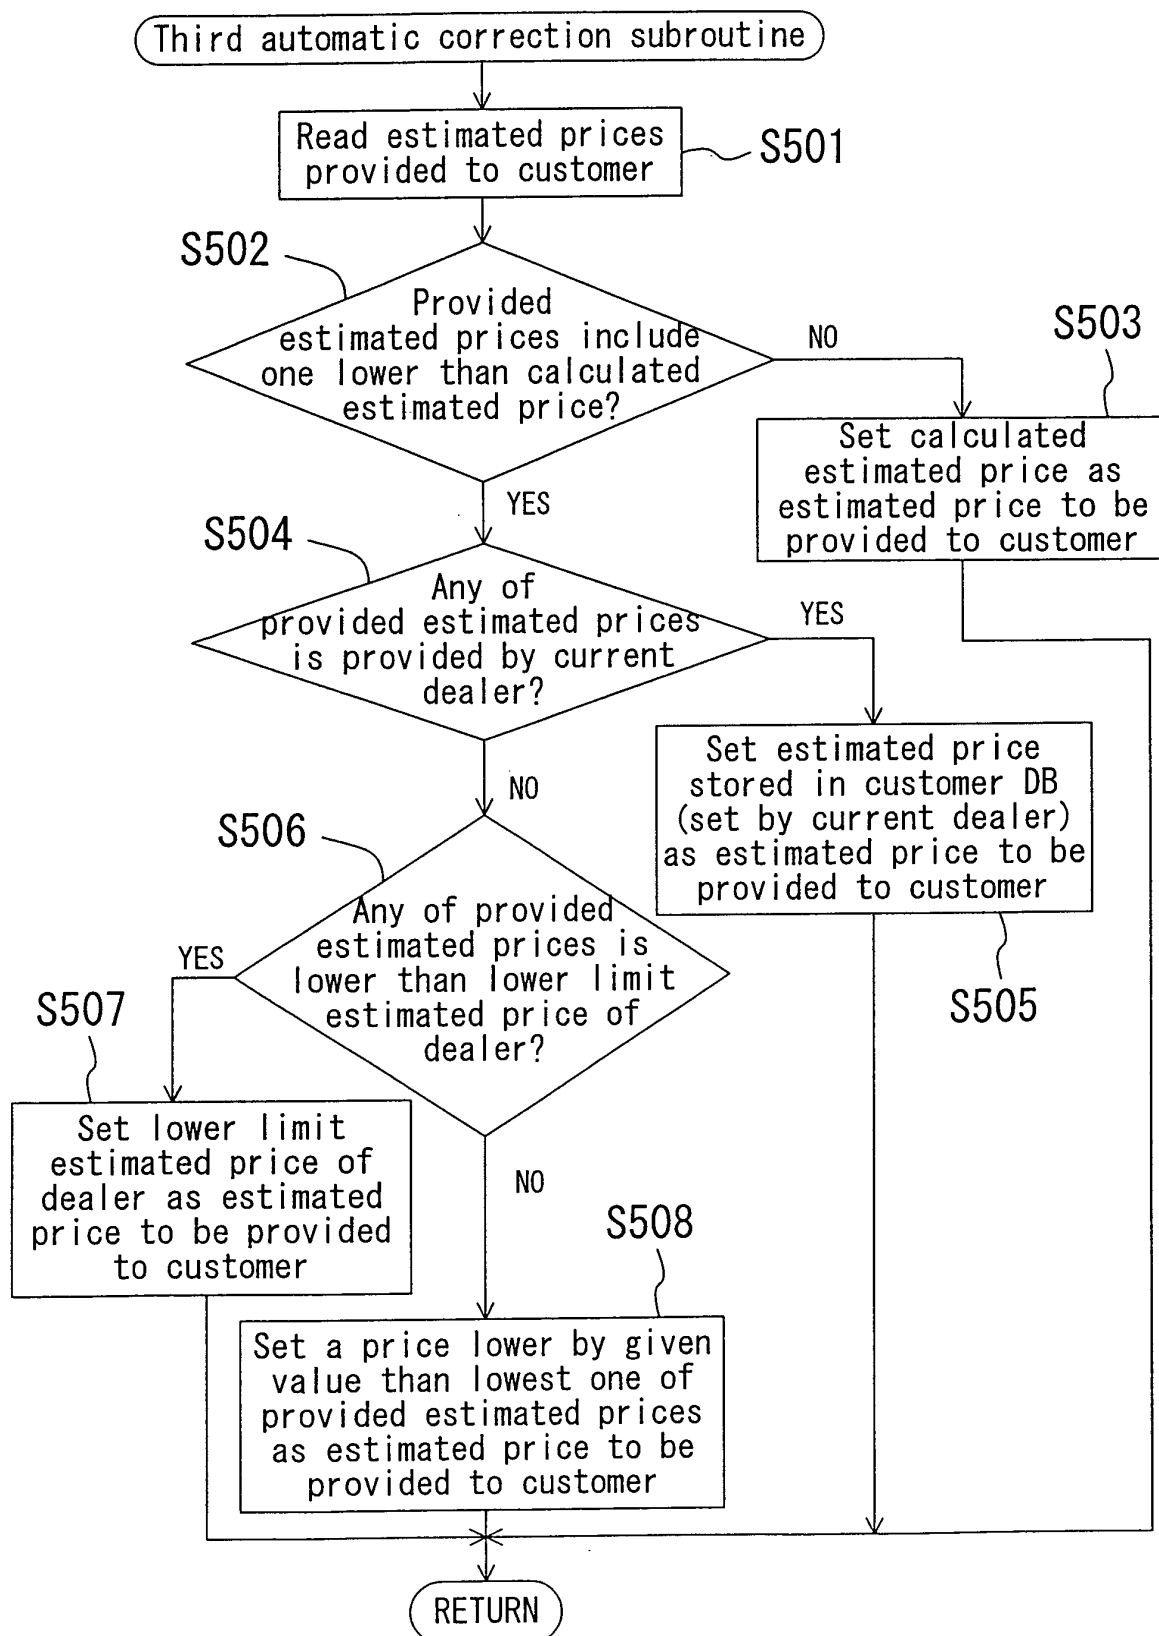 Third automatic correction subroutine
Read estimated prices
provided to customer
S501
S502
Provided
estimated prices include
one lower than calculated
estimated price?
NO
S503
Set calculated
estimated price as
estimated price to be
provided to customer
YES
S504
Any of
provided estimated prices
is provided by current
dealer?
YES
Set estimated price
stored in customer DB
(set by current dealer)
as estimated price to be
provided to customer
S505
NO
S506
Any of provided
estimated prices is
lower than lower limit
estimated price of
dealer?
YES
S507
Set lower limit
estimated price of
dealer as estimated
price to be provided
to customer
NO
S508
Set a price lower by given
value than lowest one of
provided estimated prices
as estimated price to be
provided to customer
RETURN